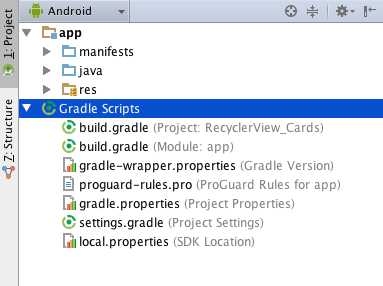 1: Project
Z: Structure
Android
app
manifests
java
res
Gradle Scripts
build.gradle (Project: RecyclerView_Cards)
build.gradle (Module: app)
gradle-wrapper.properties (Gradle Version)
proguard-rules.pro (ProGuard Rules for app)
gradle.properties (Project Properties)
settings.gradle (Project Settings)
local.properties (SDK Location)